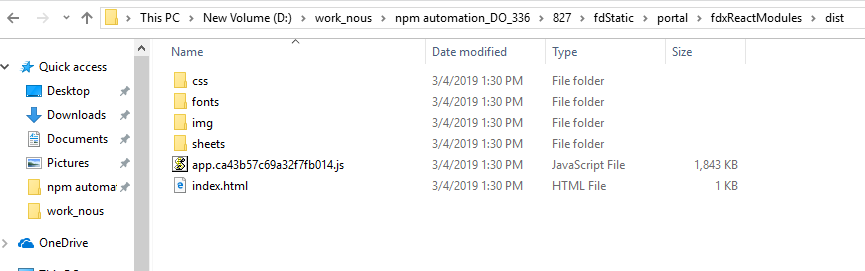 This PC > New Volume (D:) > work_nous > npm automation_DO_336 > 827 > fdStatic > portal > fdxReactModules > dist
Name Date modified Type Size
Quick access
Desktop
Downloads
Documents
Pictures
npm automat
work_nous
OneDrive
css 3/4/2019 1:30 PM File folder
fonts 3/4/2019 1:30 PM File folder
img 3/4/2019 1:30 PM File folder
sheets 3/4/2019 1:30 PM File folder
app.ca43b57c69a32f7fb014.js 3/4/2019 1:30 PM JavaScript File 1,843 KB
index.html 3/4/2019 1:30 PM HTML File 1 KB